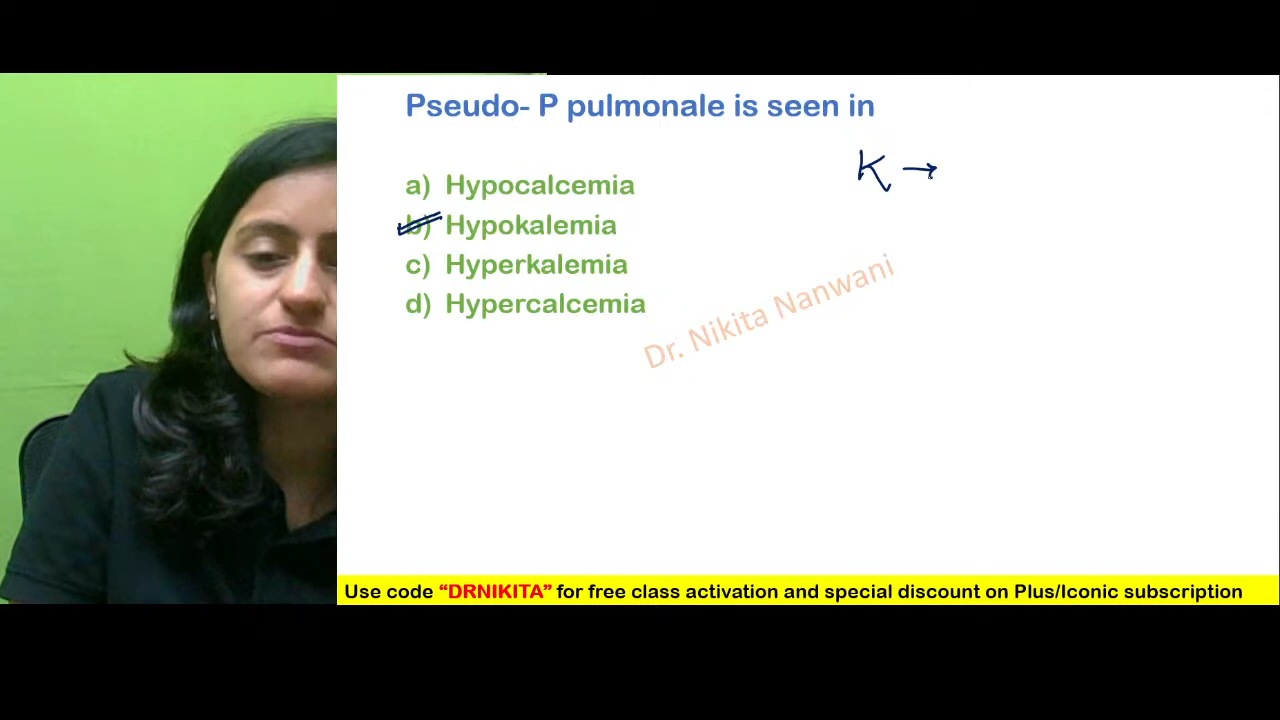 Pseudo- P pulmonale is seen in
K →
a) Hypocalcemia
b) Hypokalemia
c) Hyperkalemia
d) Hypercalcemia
Dr. Nikita Nanwani
Use code “DRNIKITA” for free class activation and special discount on Plus/Iconic subscription